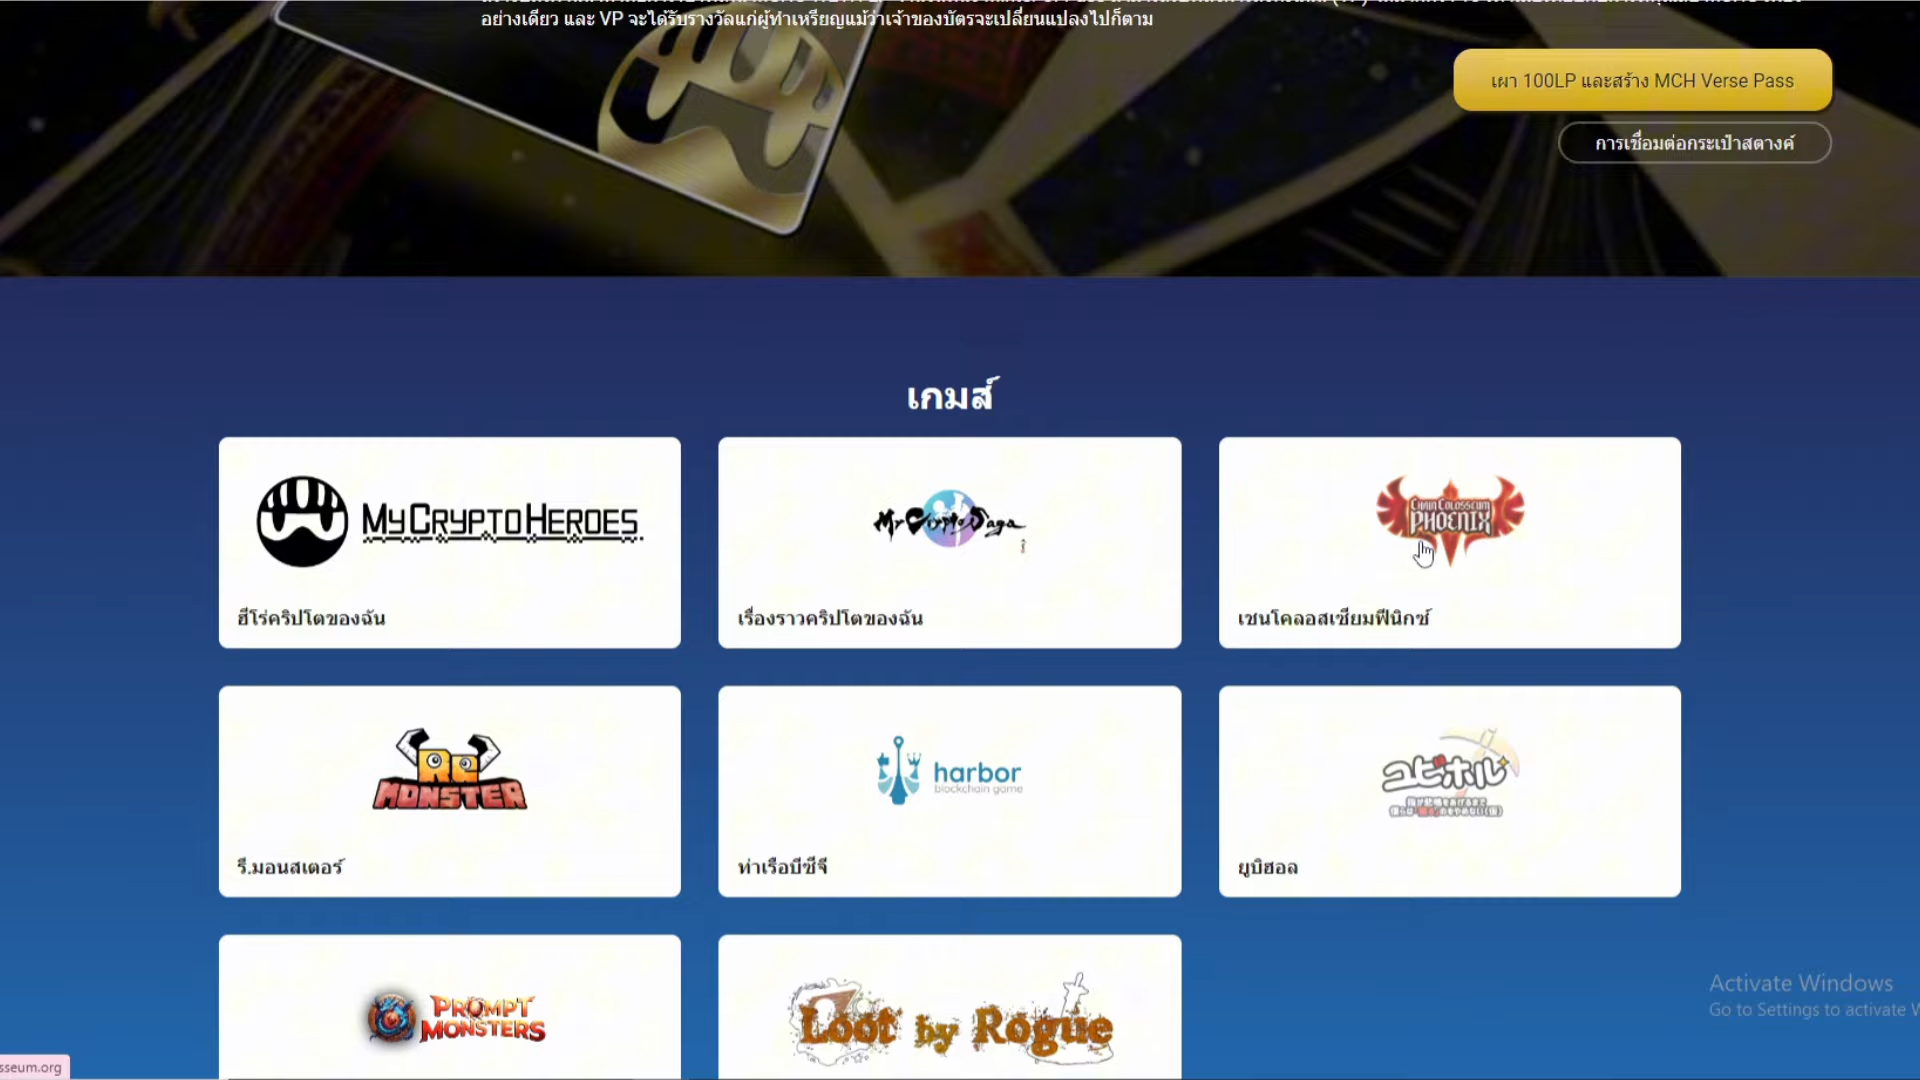 อย่างเดียว และ VP จะได้รับรางวัลแก่ผู้ทำเหรียญแม้ว่าเจ้าของบัตรจะเปลี่ยนแปลงไปก็ตาม
เผา 100LP และสร้าง MCH Verse Pass
การเชื่อมต่อกระเป๋าสตางค์
เกมส์
MyCryptoHeroes
ฮีโร่คริปโตของฉัน
My Crypto Saga
เรื่องราวคริปโตของฉัน
Chain Colosseum
PHOENIX
เชนโคลอสเซียมฟีนิกซ์
RE
MONSTER
รี.มอนสเตอร์
harbor
blockchain game
ท่าเรือบีซีจี
ユビホル
ยูบิฮอล
PROMPT
MONSTERS
Loot by Rogue
Activate Windows
Go to Settings to activate W
sseum.org